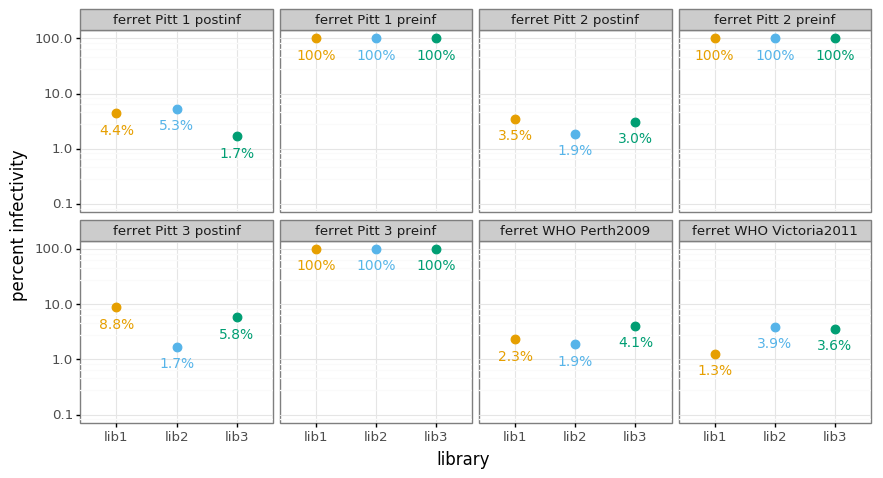 ferret Pitt 1 postinf
ferret Pitt 1 preinf
ferret Pitt 2 postinf
ferret Pitt 2 preinf
100.0
10.0
1.0
0.1
4.4%
5.3%
1.7%
100%
100%
100%
3.5%
1.9%
3.0%
100%
100%
100%
percent infectivity
ferret Pitt 3 postinf
ferret Pitt 3 preinf
ferret WHO Perth2009
ferret WHO Victoria2011
100.0
10.0
1.0
0.1
8.8%
1.7%
5.8%
100%
100%
100%
2.3%
1.9%
4.1%
1.3%
3.9%
3.6%
lib1 lib2 lib3
lib1 lib2 lib3
lib1 lib2 lib3
lib1 lib2 lib3
library